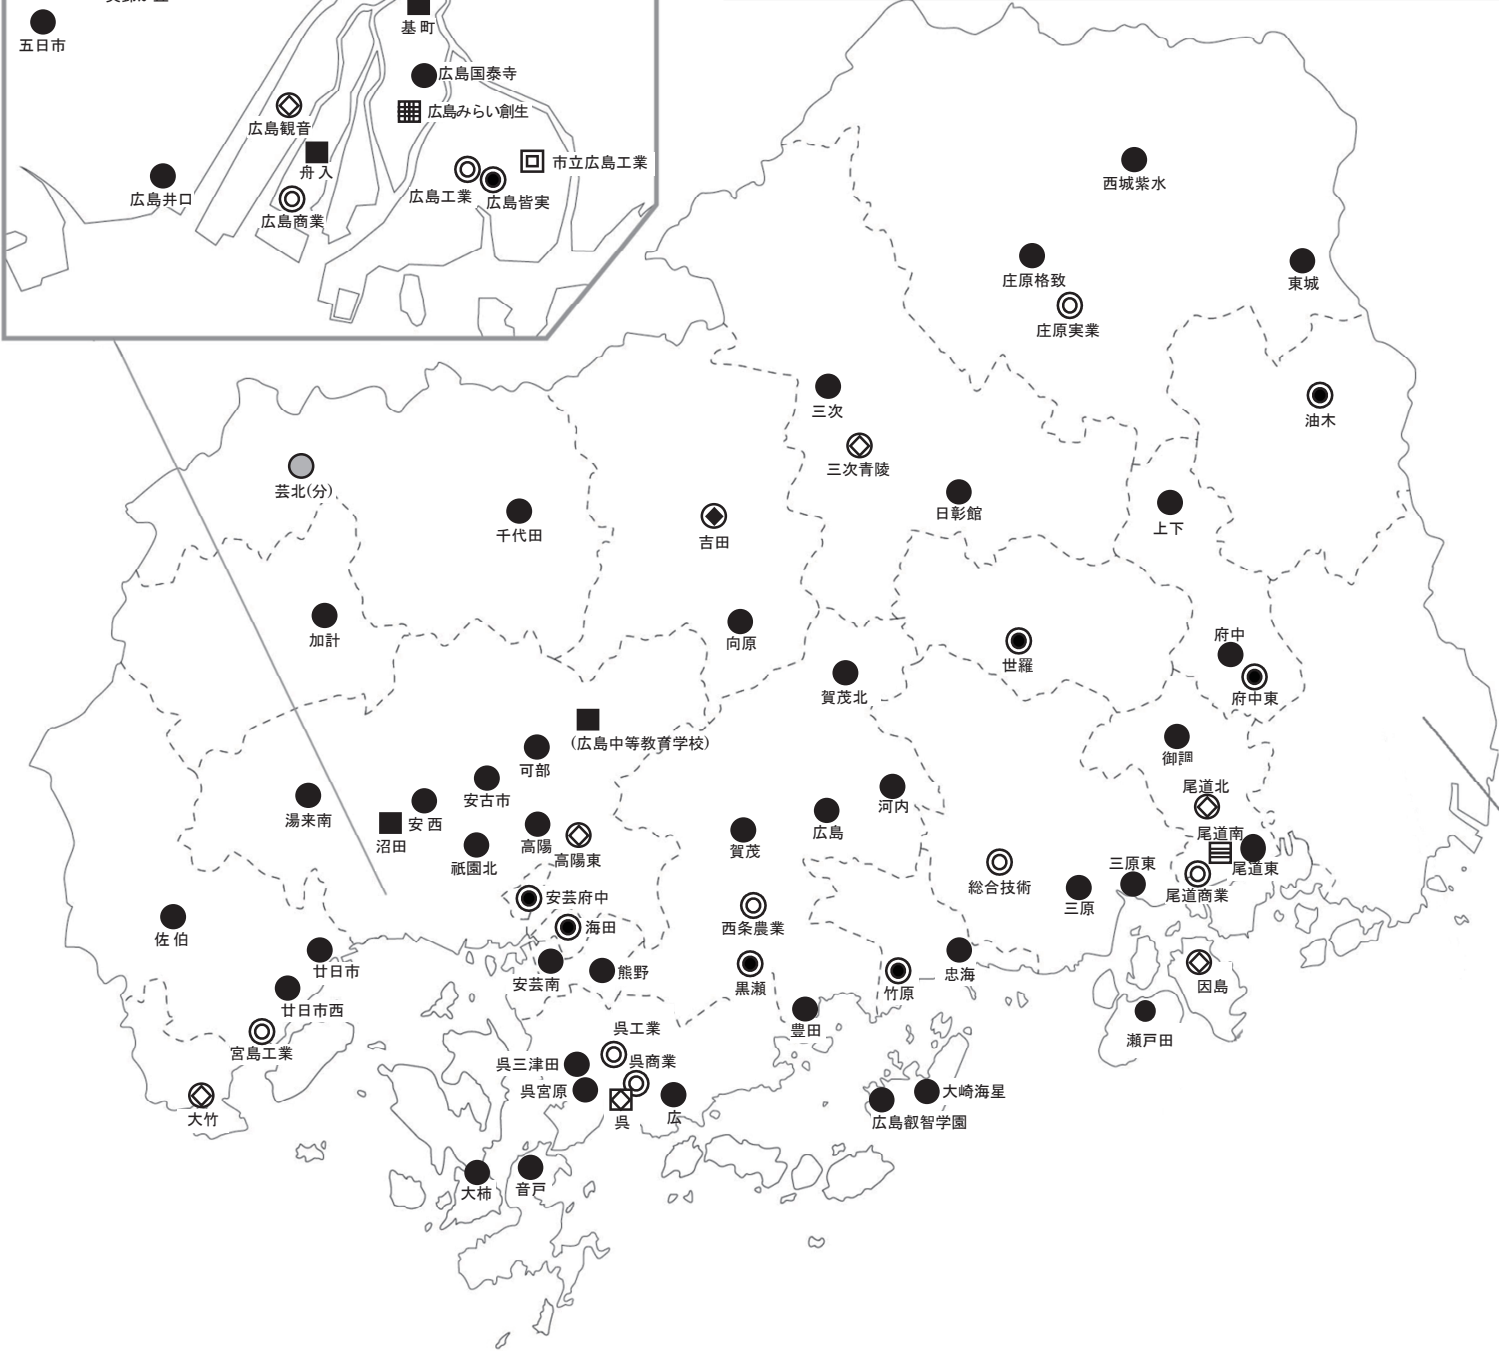 五日市
基町
広島国泰寺
広島みらい創生
広島観音
舟入
市立広島工業
広島井口
広島工業
広島皆実
広島商業
西城紫水
庄原格致
東城
庄原実業
三次
油木
三次青陵
芸北(分)
日彰館
千代田
上下
吉田
加計
向原
府中
世羅
賀茂北
府中東
(広島中等教育学校)
可部
御調
安古市
尾道北
河内
湯来南
安西
広島
沼田
尾道南
高陽
賀茂
高陽東
祇園北
三原東
尾道東
総合技術
尾道商業
三原
安芸府中
海田
西条農業
佐伯
廿日市
熊野
忠海
安芸南
黒瀬
竹原
因島
廿日市西
豊田
呉工業
瀬戸田
宮島工業
呉三津田
呉商業
呉宮原
大崎海星
大竹
呉
広
広島叡智学園
大柿
音戸